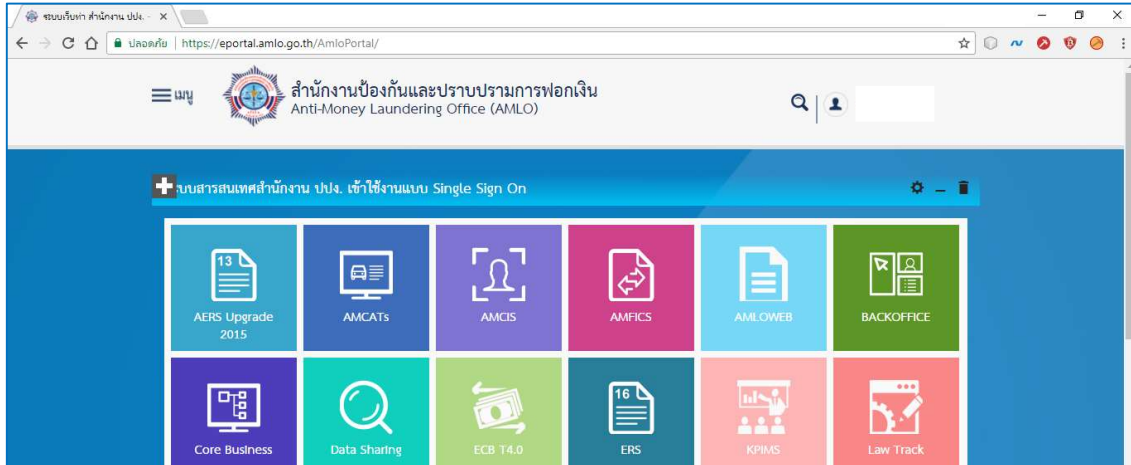 ระบบเว็บท่า สำนักงาน ปปง. -
ปลอดภัย https://eportal.amlo.go.th/AmloPortal/
เมนู
สำนักงานป้องกันและปราบปรามการฟอกเงิน
Anti-Money Laundering Office (AMLO)
ะบบสารสนเทศสำนักงาน ปปง. เข้าใช้งานแบบ Single Sign On
13
AERS Upgrade
2015
AMCATs
AMCIS
AMFICS
AMLOWEB
BACKOFFICE
Core Business
Data Sharing
ECB T4.0
16
ERS
KPIMS
Law Track